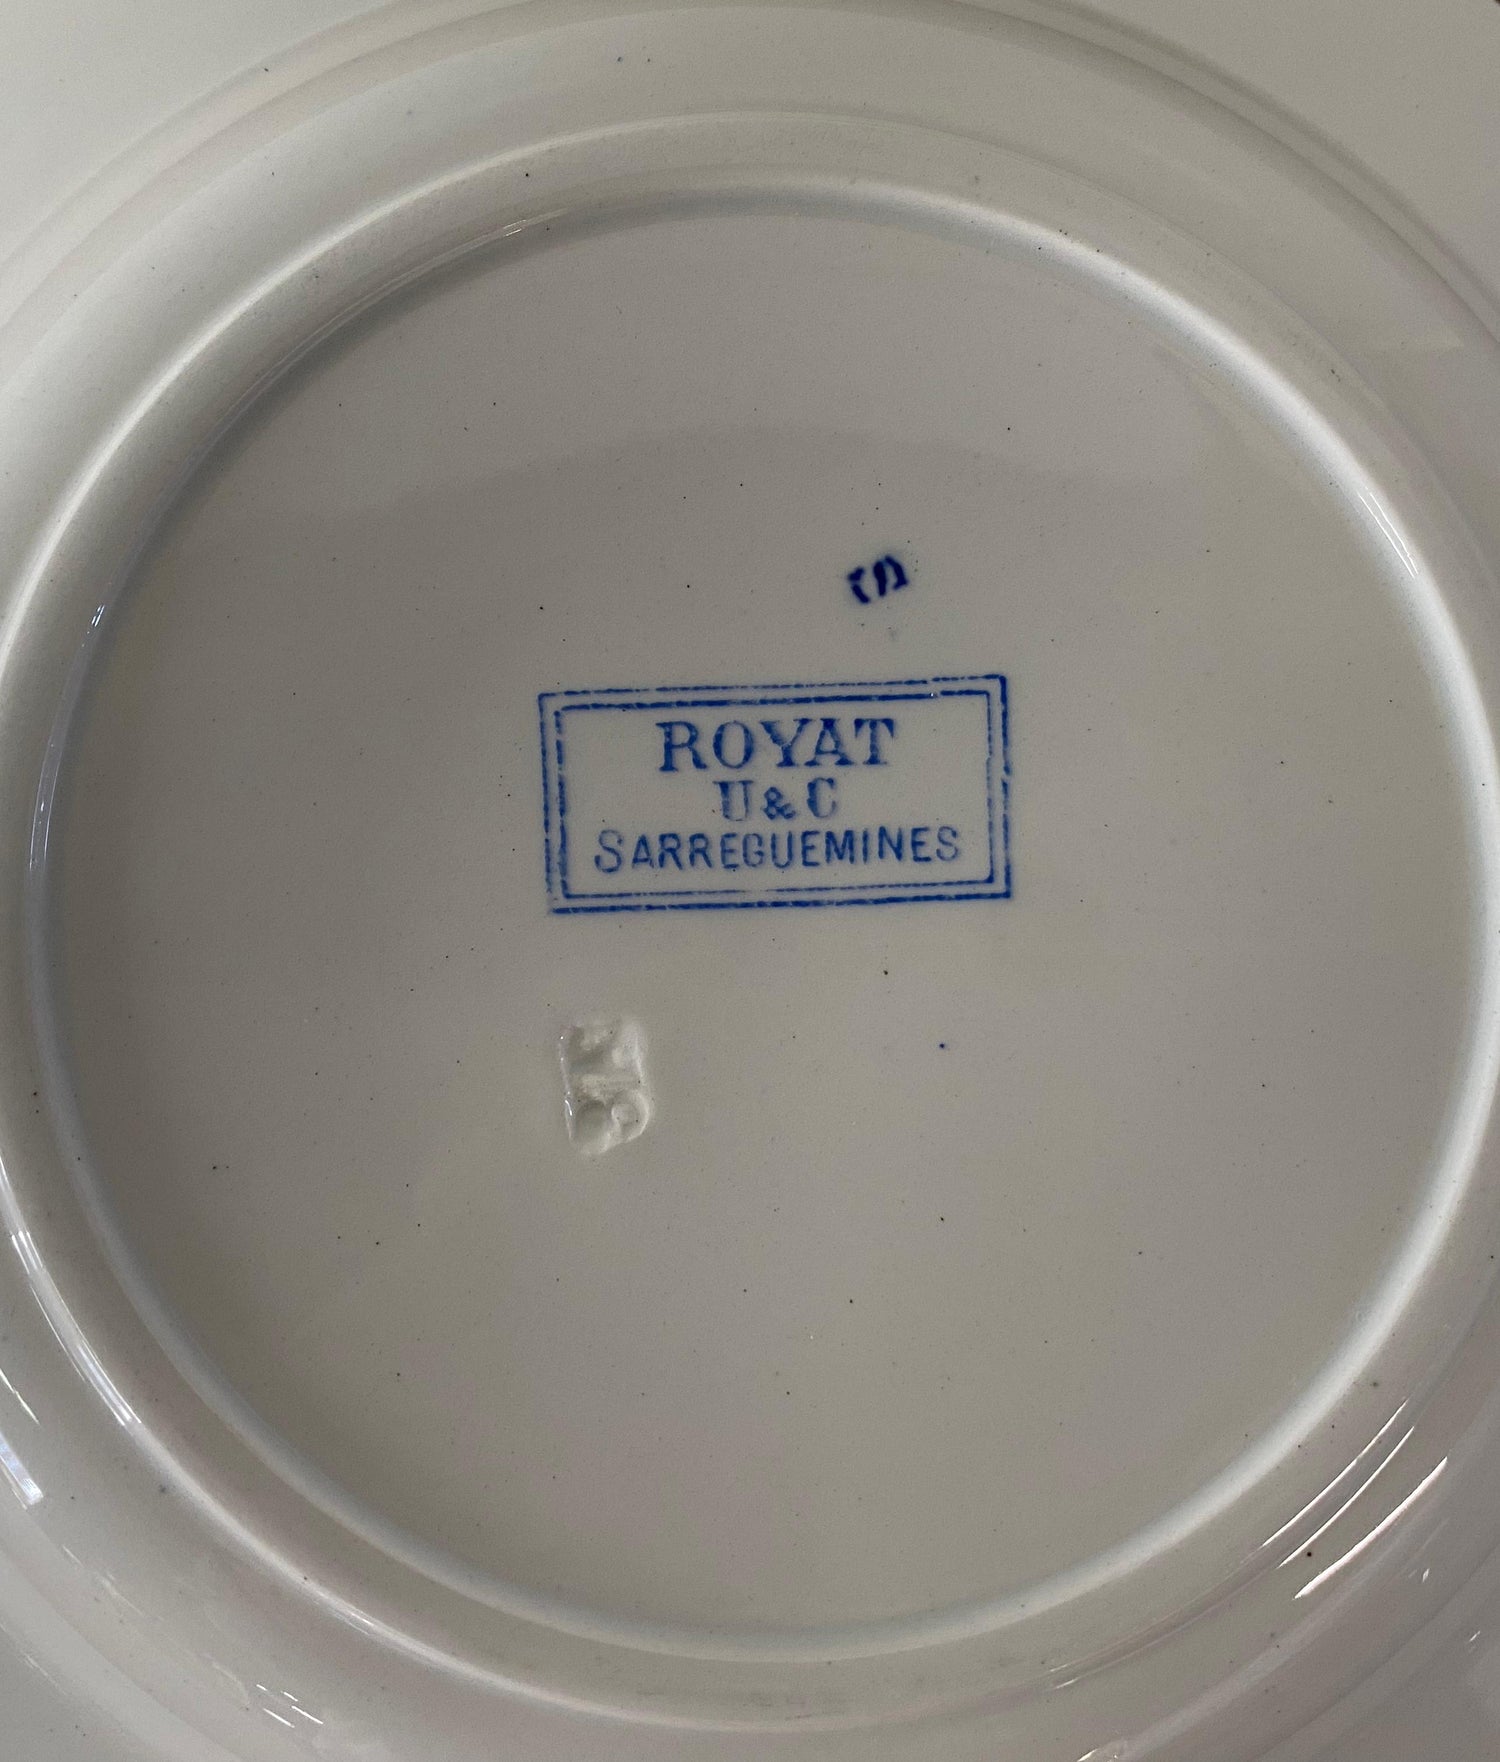 ROYAT
U & C
SARREGUEMINES